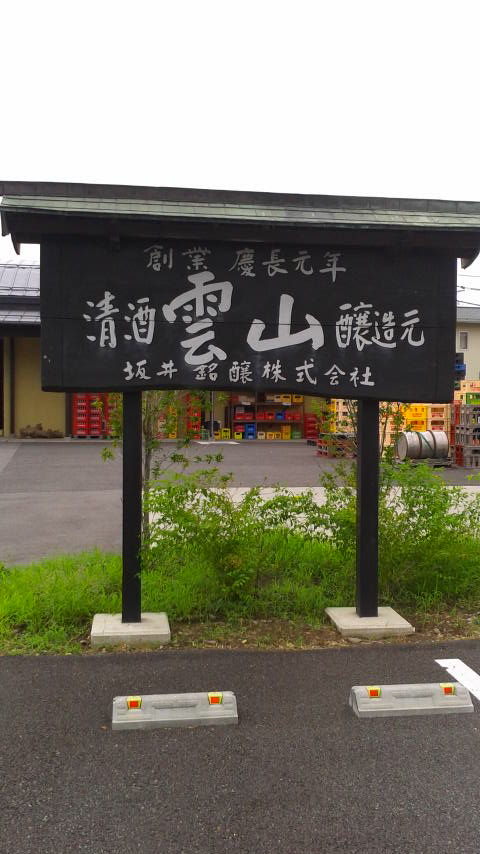 創業 慶長元年
清酒 雲山 醸造元
坂井銘醸株式会社